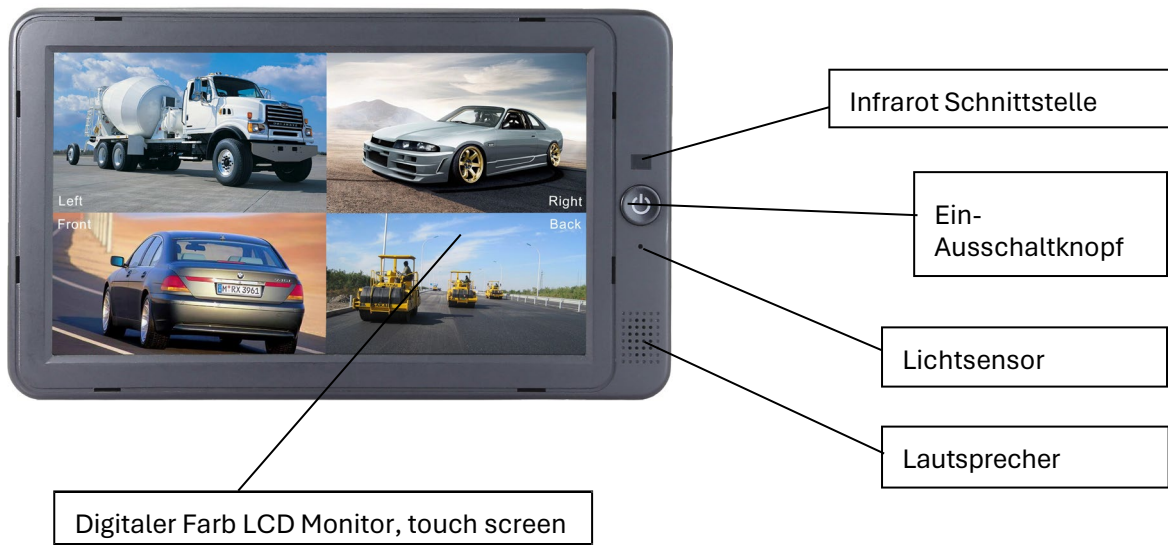 Infrarot Schnittstelle
Left
Right
Ein-
Ausschaltknopf
Front
Back
M*RX 3961
Lichtsensor
Lautsprecher
Digitaler Farb LCD Monitor, touch screen